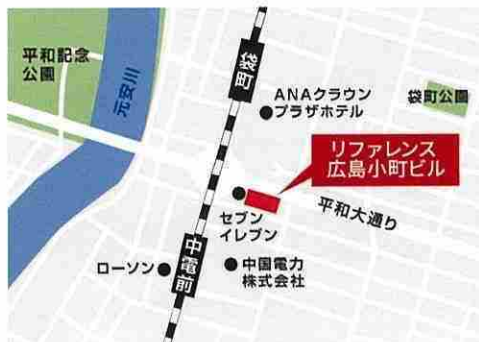 平和記念
公園
元安川
袋町
ANAクラウン
プラザホテル
袋町公園
リファレンス
広島小町ビル
セブン
イレブン
平和大通り
中電前
ローソン
中国電力
株式会社